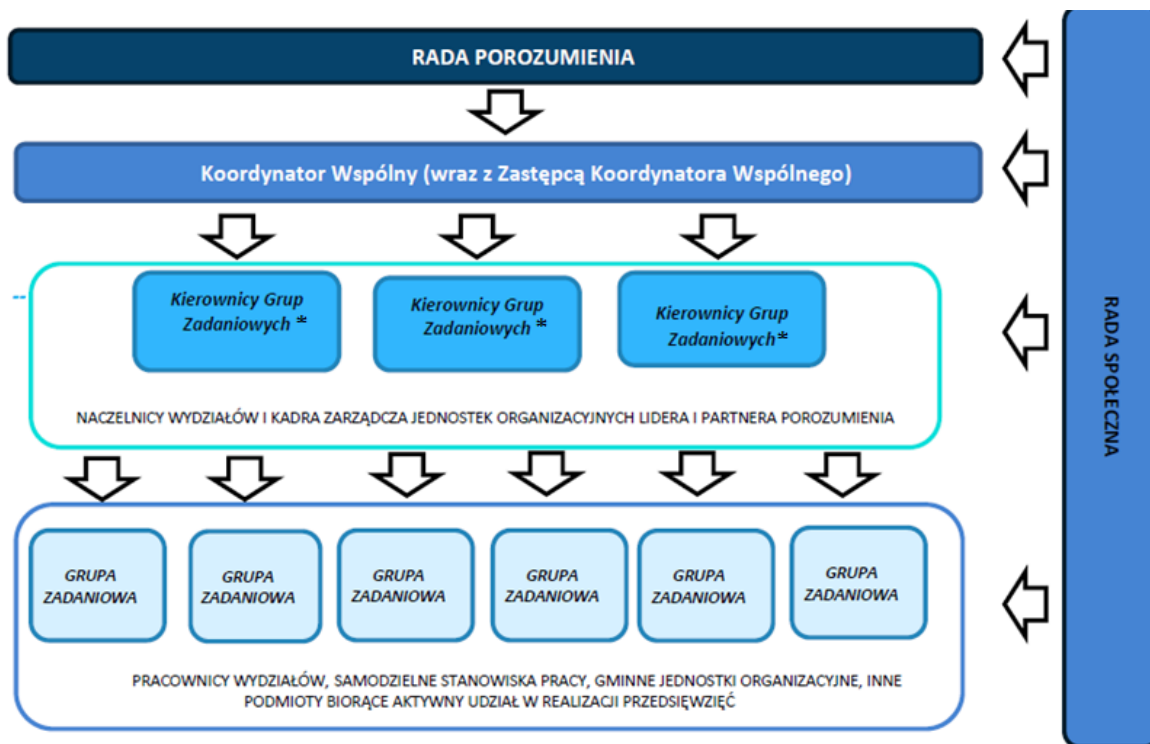 RADA POROZUMIENIA
Koordynator Wspólny (wraz z Zastępcą Koordynatora Wspólnego)
Kierownicy Grup
Zadaniowych *
Kierownicy Grup
Zadaniowych *
Kierownicy Grup
Zadaniowych*
NACZELNICY WYDZIAŁÓW I KADRA ZARZĄDCZA JEDNOSTEK ORGANIZACYJNYCH LIDERA I PARTNERA POROZUMIENIA
GRUPA
ZADANIOWA
GRUPA
ZADANIOWA
GRUPA
ZADANIOWA
GRUPA
ZADANIOWA
GRUPA
ZADANIOWA
GRUPA
ZADANIOWA
PRACOWNICY WYDZIAŁÓW, SAMODZIELNE STANOWISKA PRACY, GMINNE JEDNOSTKI ORGANIZACYJNE, INNE
PODMIOTY BIORĄCE AKTYWNY UDZIAŁ W REALIZACJI PRZEDSIĘWZIĘĆ
RADA SPOŁECZNA